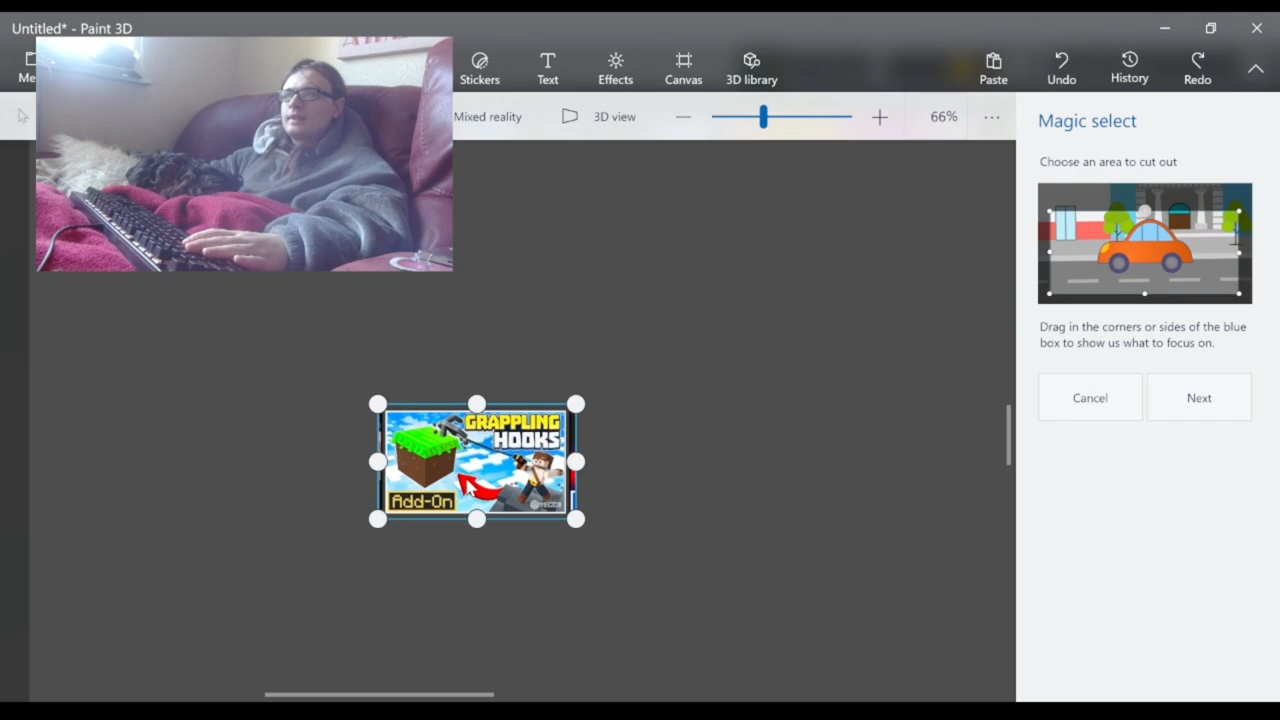 Untitled* - Paint 3D
Me
Stickers
Text
Effects
Canvas
3D library
Paste
Undo
History
Redo
Mixed reality
3D view
66%
Magic select
Choose an area to cut out
Drag in the corners or sides of the blue
box to show us what to focus on.
Cancel
Next
GRAPPLING
HOOKS
Add-On